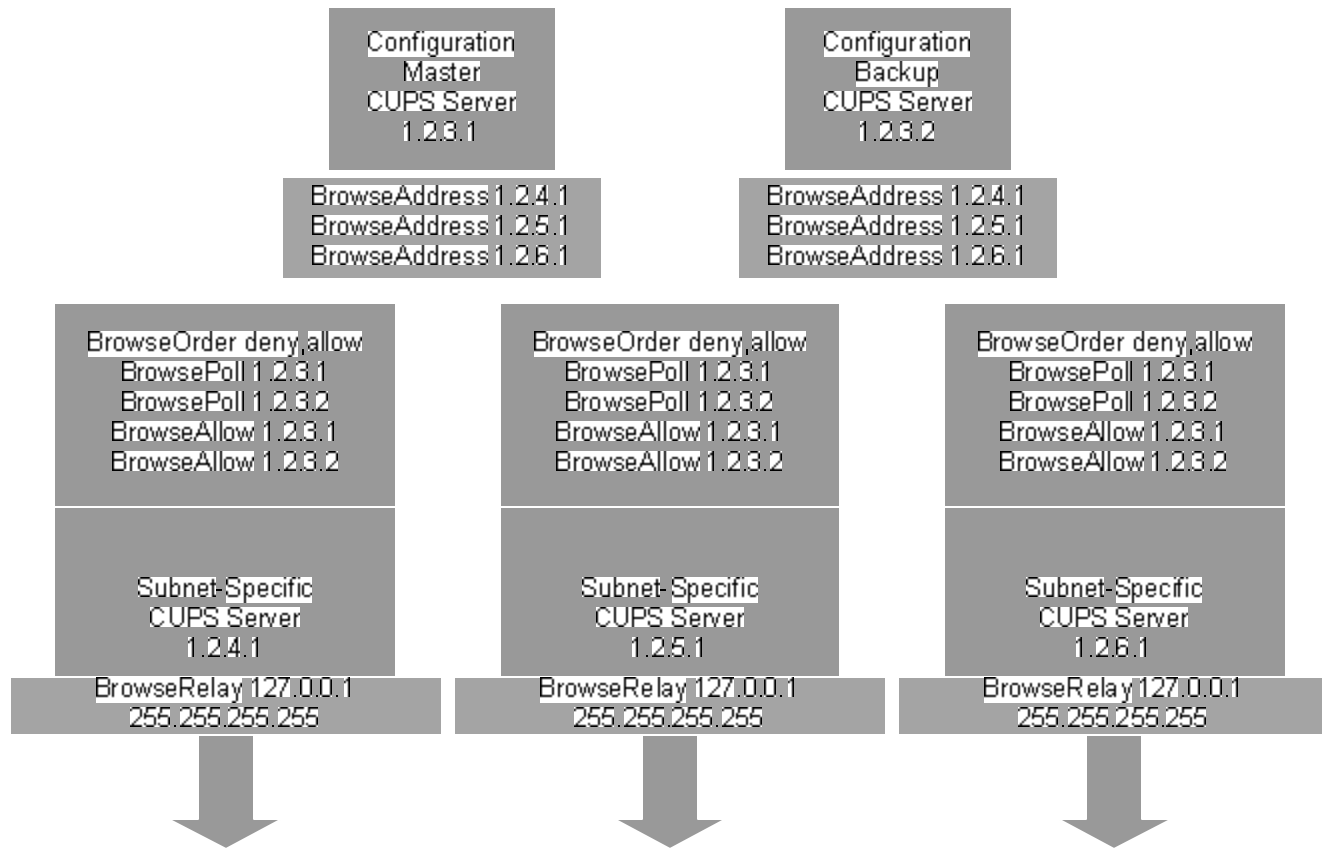 Configuration
Master
CUPS Server
1.2.3.1
Configuration
Backup
CUPS Server
1.2.3.2
BrowseAddress 1.2.4.1
BrowseAddress 1.2.5.1
BrowseAddress 1.2.6.1
BrowseAddress 1.2.4.1
BrowseAddress 1.2.5.1
BrowseAddress 1.2.6.1
BrowseOrder deny,allow
BrowsePoll 1.2.3.1
BrowsePoll 1.2.3.2
BrowseAllow 1.2.3.1
BrowseAllow 1.2.3.2
BrowseOrder deny,allow
BrowsePoll 1.2.3.1
BrowsePoll 1.2.3.2
BrowseAllow 1.2.3.1
BrowseAllow 1.2.3.2
BrowseOrder deny,allow
BrowsePoll 1.2.3.1
BrowsePoll 1.2.3.2
BrowseAllow 1.2.3.1
BrowseAllow 1.2.3.2
Subnet-Specific
CUPS Server
1.2.4.1
Subnet-Specific
CUPS Server
1.2.5.1
Subnet-Specific
CUPS Server
1.2.6.1
BrowseRelay 127.0.0.1
255.255.255.255
BrowseRelay 127.0.0.1
255.255.255.255
BrowseRelay 127.0.0.1
255.255.255.255